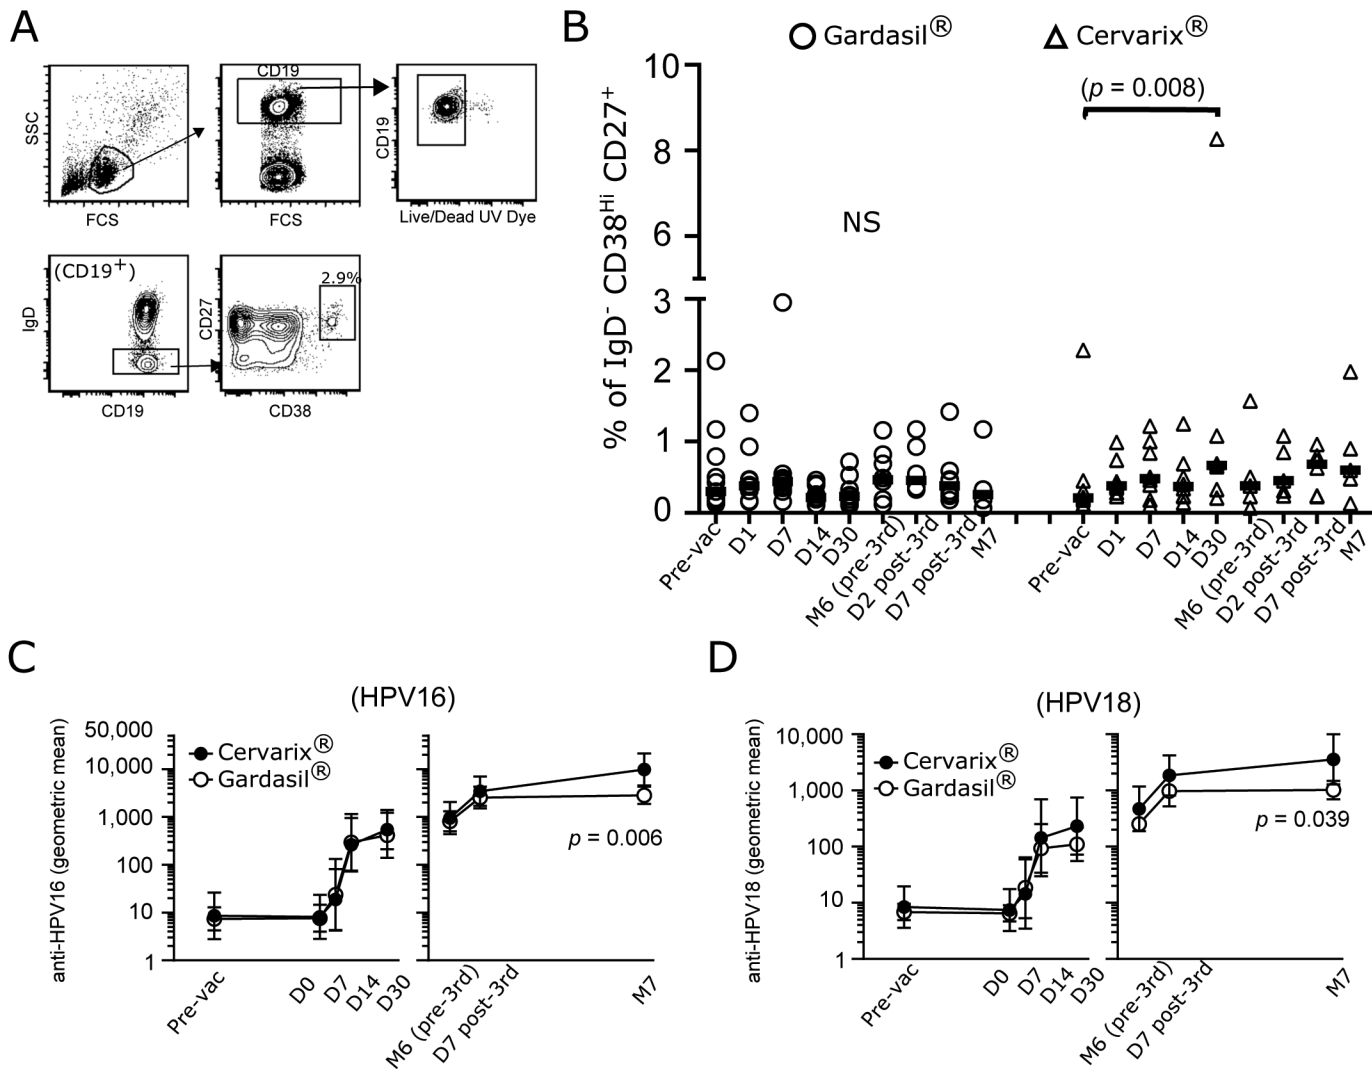 A
SSC
FCS
CD19
FCS
CD19
Live/Dead UV Dye
(CD19+)
IgD
CD19
2.9%
CD27
CD38
B
Gardasil®
Cervarix®
% of IgD- CD38Hi CD27+
10
8
6
3
2
1
0
NS
(p = 0.008)
Pre-vac
D1
D7
D14
D30
M6 (pre-3rd)
D2 post-3rd
D7 post-3rd
M7
Pre-vac
D1
D7
D14
D30
M6 (pre-3rd)
D2 post-3rd
D7 post-3rd
M7
C
(HPV16)
anti-HPV16 (geometric mean)
50,000
10,000
1,000
100
10
1
Cervarix®
Gardasil®
p = 0.006
Pre-vac
D0
D7
D14
D30
M6 (pre-3rd)
D7 post-3rd
M7
D
(HPV18)
anti-HPV18 (geometric mean)
10,000
1,000
100
10
1
Cervarix®
Gardasil®
p = 0.039
Pre-vac
D0
D7
D14
D30
M6 (pre-3rd)
D7 post-3rd
M7